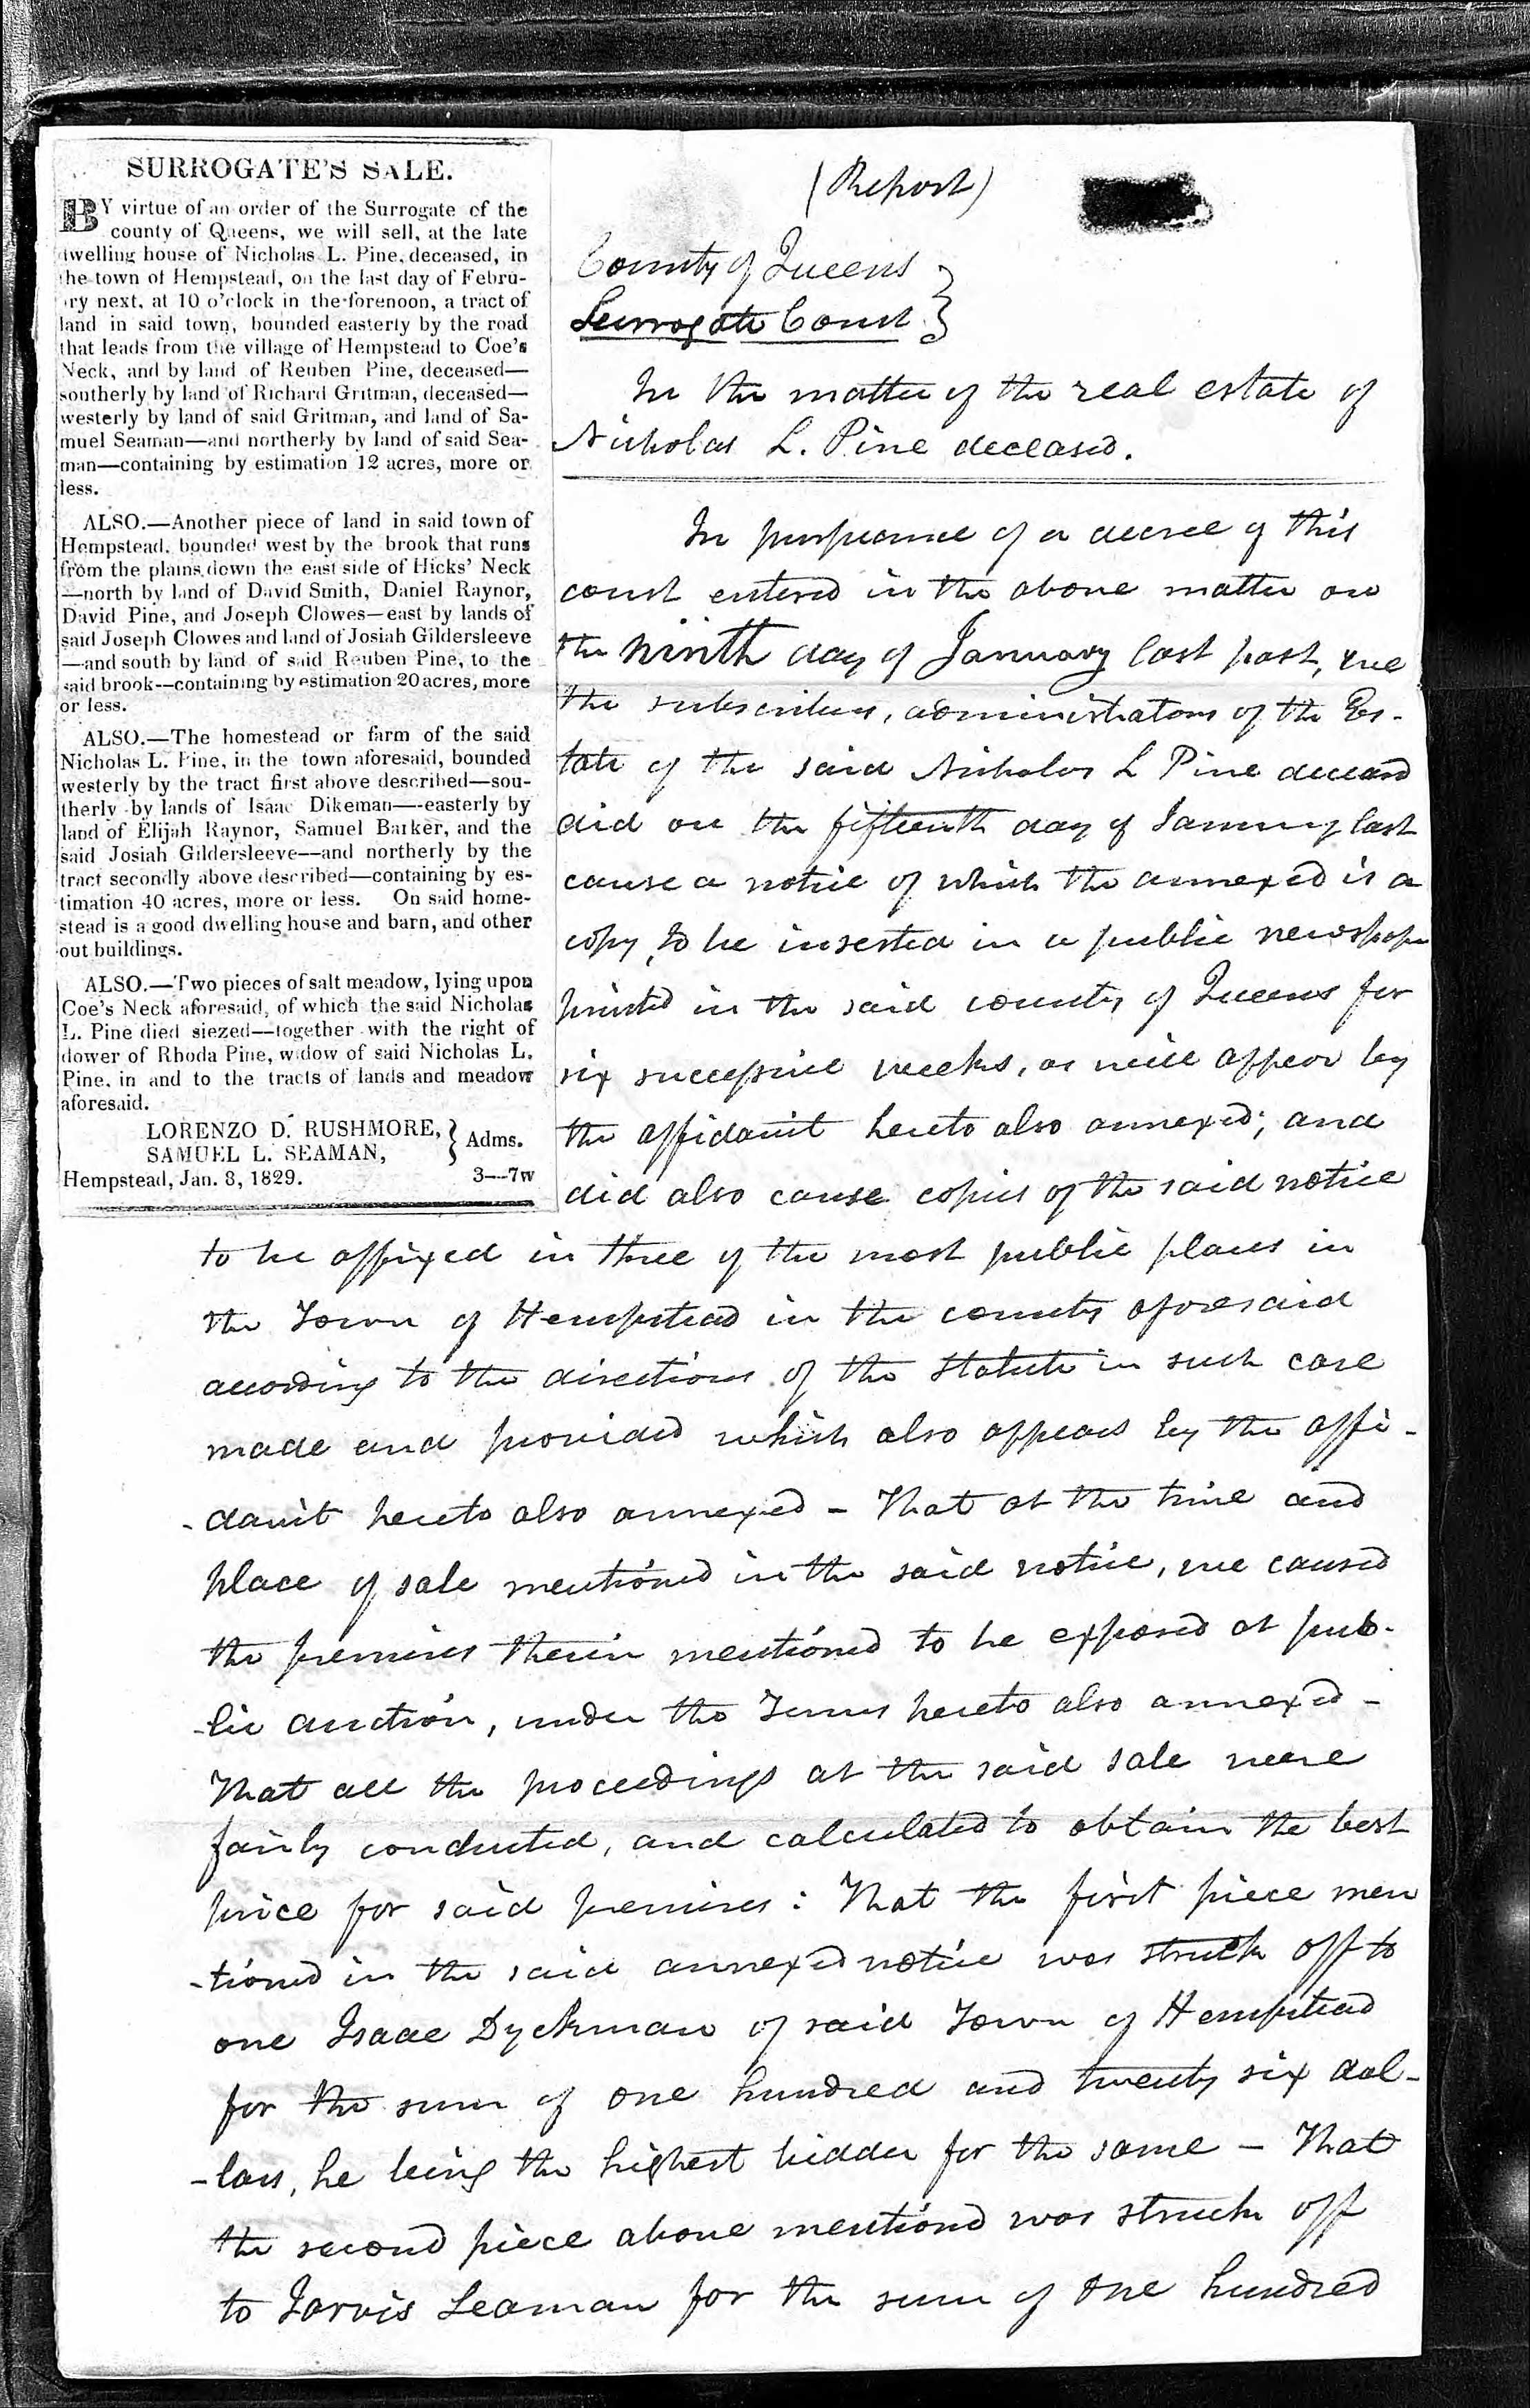 SURROGATE'S SALE.
BY virtue of an order of the Surrogate of the
county of Queens, we will sell, at the late
dwelling house of Nicholas L. Pine, deceased, in
the town of Hempstead, on the last day of Febru-
ary next, at 10 o'clock in the forenoon, a tract of
land in said town, bounded easterly by the road
that leads from the village of Hempstead to Coe's
Neck, and by land of Reuben Pine, deceased—
southerly by land of Richard Gritman, deceased—
westerly by land of said Gritman, and land of Sa-
muel Seaman—and northerly by land of said Sea-
man—containing by estimation 12 acres, more or
less.
ALSO.—Another piece of land in said town of
Hempstead, bounded west by the brook that runs
from the plains down the east side of Hicks' Neck
—north by land of David Smith, Daniel Raynor,
David Pine, and Joseph Clowes—east by lands of
said Joseph Clowes and land of Josiah Gildersleeve
—and south by land of said Reuben Pine, to the
said brook—containing by estimation 20 acres, more
or less.
ALSO.—The homestead or farm of the said
Nicholas L. Pine, in the town aforesaid, bounded
westerly by the tract first above described—sou-
therly by lands of Isaac Dikeman—easterly by
land of Elijah Raynor, Samuel Barker, and the
said Josiah Gildersleeve—and northerly by the
tract secondly above described—containing by es-
timation 40 acres, more or less. On said home-
stead is a good dwelling house and barn, and other
out buildings.
ALSO.—Two pieces of salt meadow, lying upon
Coe's Neck aforesaid, of which the said Nicholas
L. Pine died siezed—together with the right of
dower of Rhoda Pine, widow of said Nicholas L.
Pine, in and to the tracts of lands and meadow
aforesaid.
LORENZO D. RUSHMORE, } Adms.
SAMUEL L. SEAMAN,
Hempstead, Jan. 8, 1829. 3—7w
(Report)
County of Queens }
Surrogate Court }
In the matter of the real estate of
Nicholas L. Pine deceased.
In pursuance of a decree of this
court entered in the above matter on
the ninth day of January last past, we
the subscribers, administrators of the Es-
tate of the said Nicholas L Pine deceasd
did on the fifteenth day of January last
cause a notice of which the annexed is a
copy, to be inserted in a public newspaper
printed in the said county of Queens for
six successive weeks, as will appear by
the affidavit hereto also annexed; and
did also cause copies of the said notice
to be affixed in three of the most public places in
the Town of Hempstead in the county aforesaid
according to the directions of the Statute in such case
made and provided which also appears by the affi-
-davit hereto also annexed – That at the time and
place of sale mentioned in the said notice, we caused
the premises therein mentioned to be exposed at pub-
-lic auction, under the Terms hereto also annexed –
That all the proceedings at the said sale were
fairly conducted, and calculated to obtain the best
price for said premises: That the first piece men
-tioned in the said annexed notice was struck off to
one Isaac Dyckman of said Town of Hempstead
for the sum of one hundred and twenty six dol-
-lars, he being the highest bidder for the same – That
the second piece above mentioned was struck off
to Jarvis Seaman for the sum of one hundred